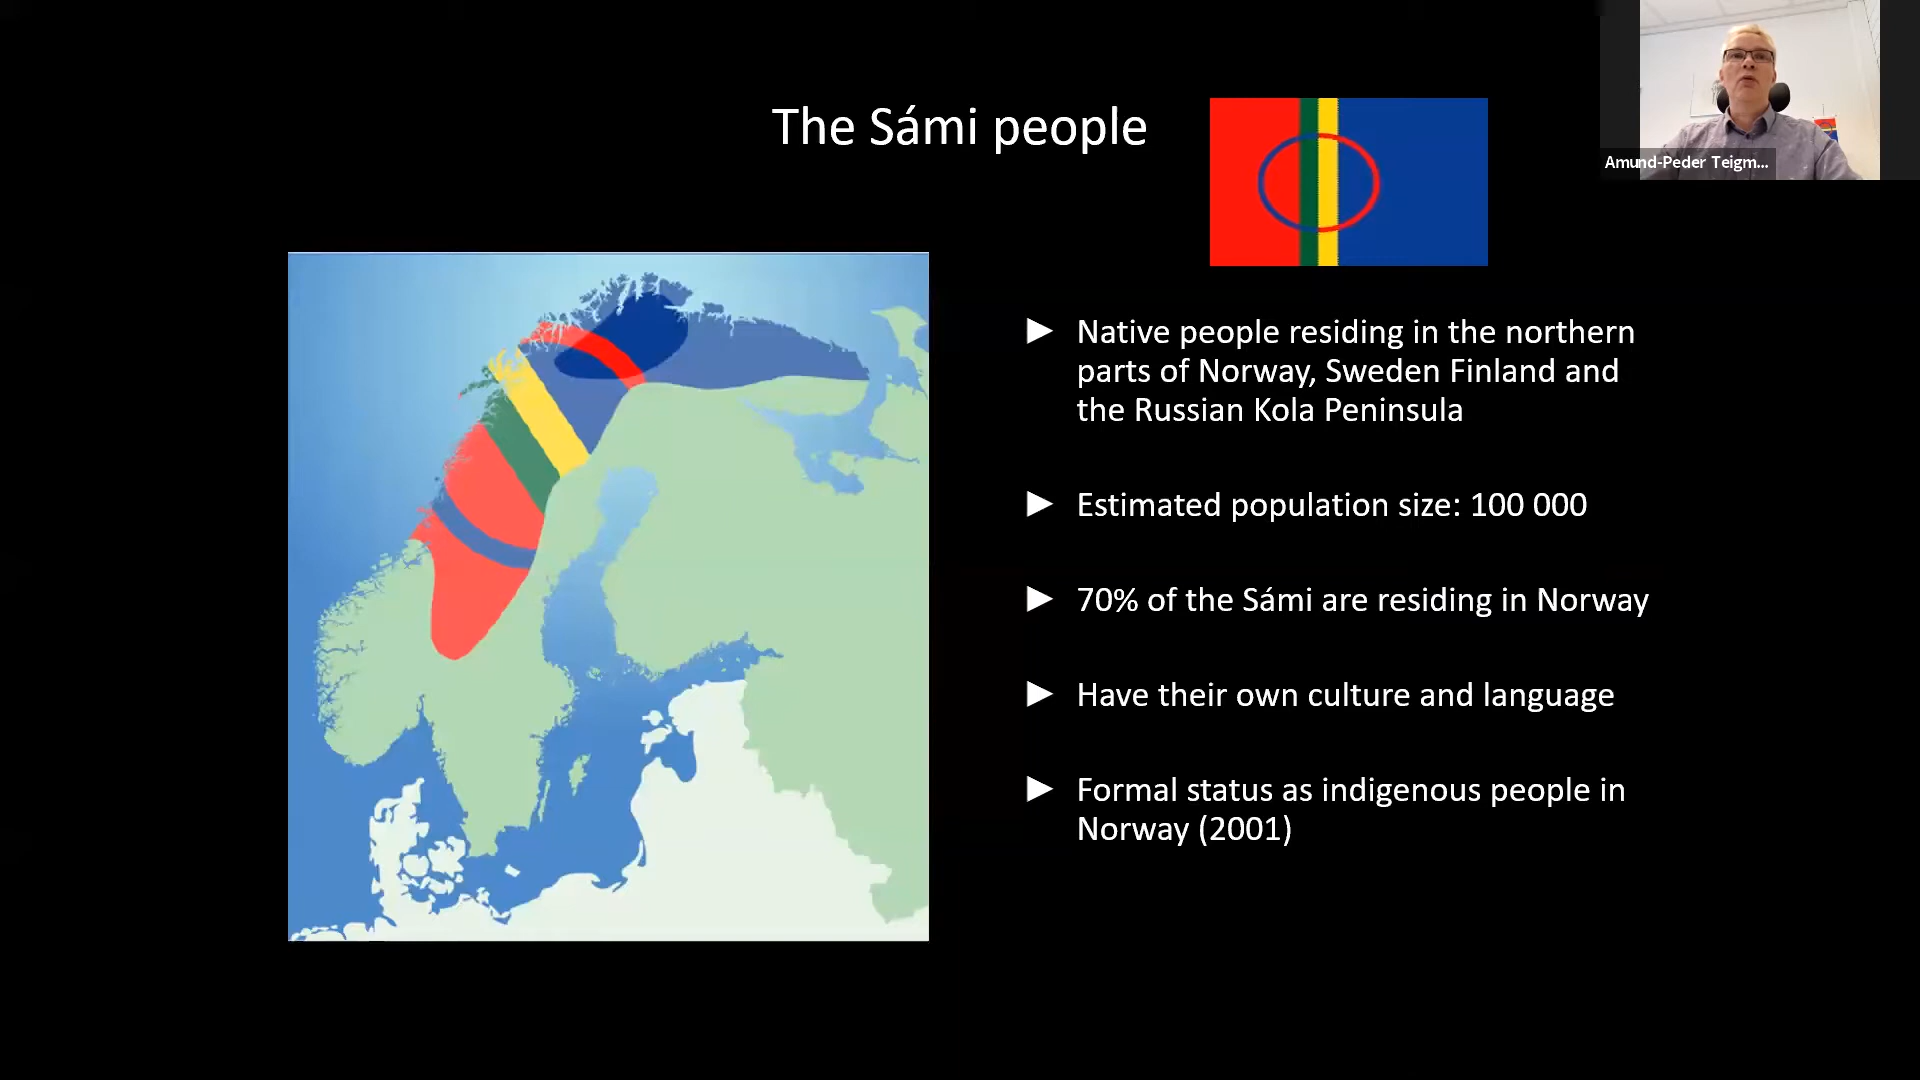 The Sámi people
Amund-Peder Teigm...
► Native people residing in the northern
parts of Norway, Sweden Finland and
the Russian Kola Peninsula
► Estimated population size: 100 000
► 70% of the Sámi are residing in Norway
► Have their own culture and language
► Formal status as indigenous people in
Norway (2001)